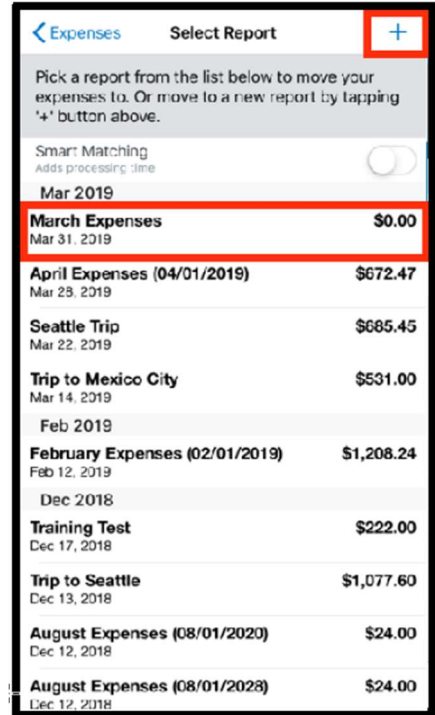 Expenses Select Report +
Pick a report from the list below to move your
expenses to. Or move to a new report by tapping
'+' button above.
Smart Matching
Adds processing time
Mar 2019
March Expenses $0.00
Mar 31, 2019
April Expenses (04/01/2019) $672.47
Mar 28, 2019
Seattle Trip $685.45
Mar 22, 2019
Trip to Mexico City $531.00
Mar 14, 2019
Feb 2019
February Expenses (02/01/2019) $1,208.24
Feb 12, 2019
Dec 2018
Training Test $222.00
Dec 17, 2018
Trip to Seattle $1,077.60
Dec 13, 2018
August Expenses (08/01/2020) $24.00
Dec 12, 2018
August Expenses (08/01/2028) $24.00
Dec 12, 2018